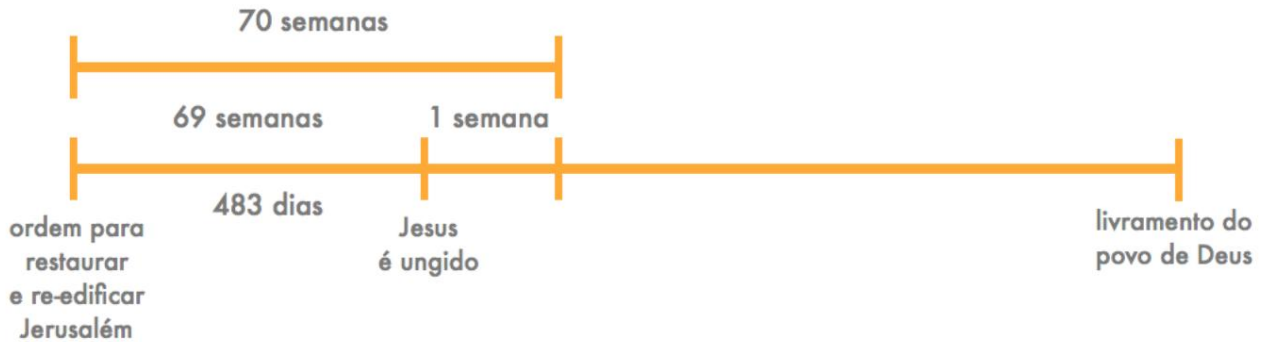 70 semanas
69 semanas
1 semana
483 dias
ordem para
restaurar
e re-edificar
Jerusalém
Jesus
é ungido
livramento do
povo de Deus